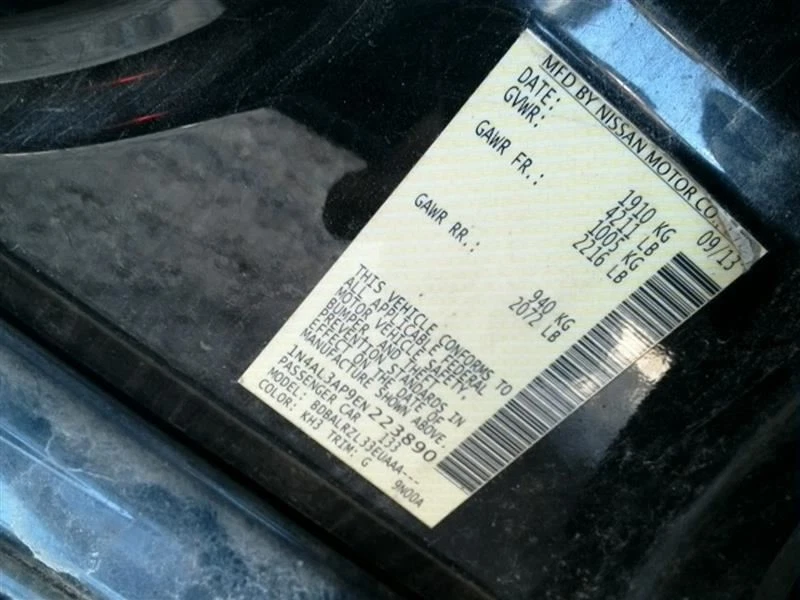 MFD BY NISSAN MOTOR CO.,
DATE: 09/13
GVWR: 1910 KG
4211 LB
GAWR FR.: 1005 KG
2216 LB
GAWR RR.: 940 KG
2072 LB
THIS VEHICLE CONFORMS TO
ALL APPLICABLE FEDERAL
MOTOR VEHICLE SAFETY,
BUMPER, AND THEFT
PREVENTION STANDARDS IN
EFFECT ON THE DATE OF
MANUFACTURE SHOWN ABOVE.
1N4AL3AP9EN223890
PASSENGER CAR 133
MODEL: BDBALRZL33EUAAA---
COLOR: KH3 TRIM: G 9N00A